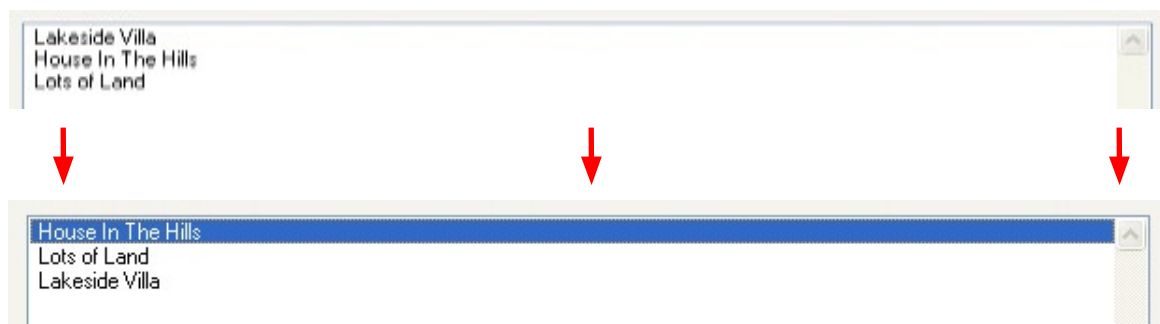 Lakeside Villa
House In The Hills
Lots of Land
House In The Hills
Lots of Land
Lakeside Villa